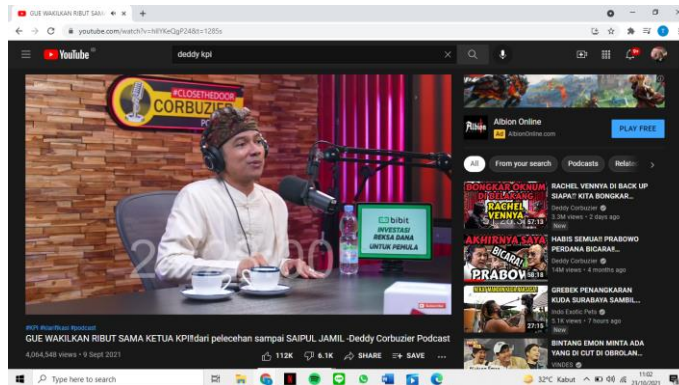 GUE WAKILKAN RIBUT SAM
youtube.com/watch?v=
YouTube
deddy kpi
#CLOSETHEDOOR
CORBUZIER
bibit
INVESTASI
REKSA DANA
UNTUK PEMULA
#KPI #klarifikasi #podcast
GUE WAKILKAN RIBUT SAMA KETUA KPI!!dari pelecehan sampai SAIPUL JAMIL -Deddy Corbuzier Podcast
4,064,548 views • 9 Sept 2021
112K
6.1K
SHARE
SAVE
Albion Online
Ad AlbionOnline.com
PLAY FREE
All
From your search
Podcasts
Relate
BONGKAR OKNUM
DI BELAKANG
RACHEL
VENNYA
57:13
RACHEL VENNYA DI BACK UP
SIAPA!! KITA BONGKAR...
Deddy Corbuzier
3.3M views • 2 days ago
New
AKHIRNYA SAYA
BICARA!
PRABOW
58:18
HABIS SEMUA!! PRABOWO
PERDANA BICARA!!...
Deddy Corbuzier
14M views • 4 months ago
27:15
GREBEK PENANGKARAN
KUDA SURABAYA SAMBIL...
Indo Exotic Pets
5.1K views • 7 hours ago
New
BINTANG EMON MINTA ADA
YANG DI CUT DI OBROLAN...
VINDES
Type here to search
32°C Kabut
11:02
21/10/2021